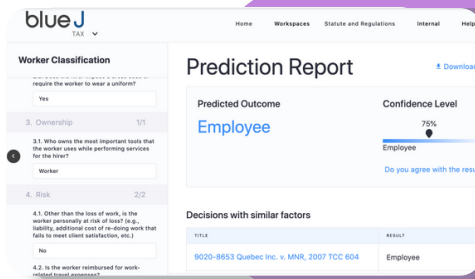 blue J
TAX
Home Workspaces Statute and Regulations Internal Help
Worker Classification
require the worker to wear a uniform?
Yes
3. Ownership 1/1
3.1. Who owns the most important tools that
the worker uses while performing services
for the hirer?
Worker
4. Risk 2/2
4.1. Other than the loss of work, is the
worker personally at risk of loss? (e.g.,
liability, additional cost of re-doing work that
fails to meet client satisfaction, etc.)
No
4.2. Is the worker reimbursed for work-
related travel expenses?
Prediction Report
Download
Predicted Outcome
Employee
Confidence Level
75%
Employee
Do you agree with the resu
Decisions with similar factors
TITLE RESULT
9020-8653 Quebec Inc. v. MNR, 2007 TCC 604 Employee